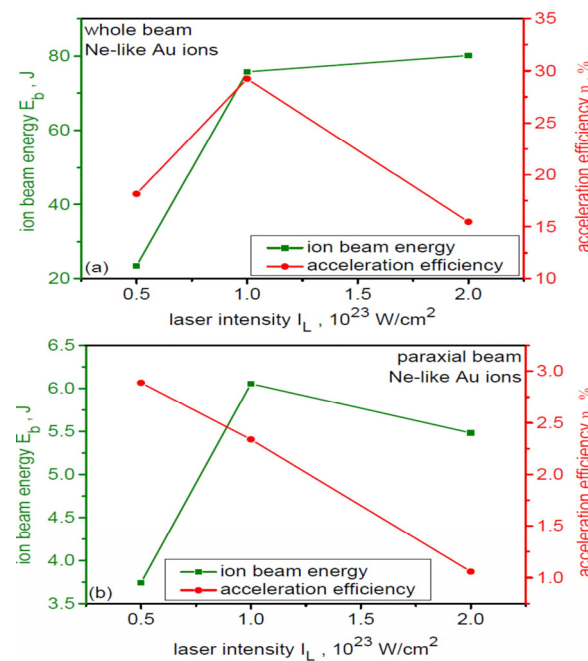 whole beam
Ne-like Au ions
ion beam energy E_b , J
80
60
40
20
35
30
25
20
15
10
acceleration efficiency η , %
ion beam energy
acceleration efficiency
(a)
0.5
1.0
1.5
2.0
laser intensity I_L , 10^23 W/cm^2
paraxial beam
Ne-like Au ions
ion beam energy E_b , J
6.5
6.0
5.5
5.0
4.5
4.0
3.5
3.0
2.5
2.0
1.5
1.0
acceleration efficiency η , %
ion beam energy
acceleration efficiency
(b)
0.5
1.0
1.5
2.0
laser intensity I_L , 10^23 W/cm^2